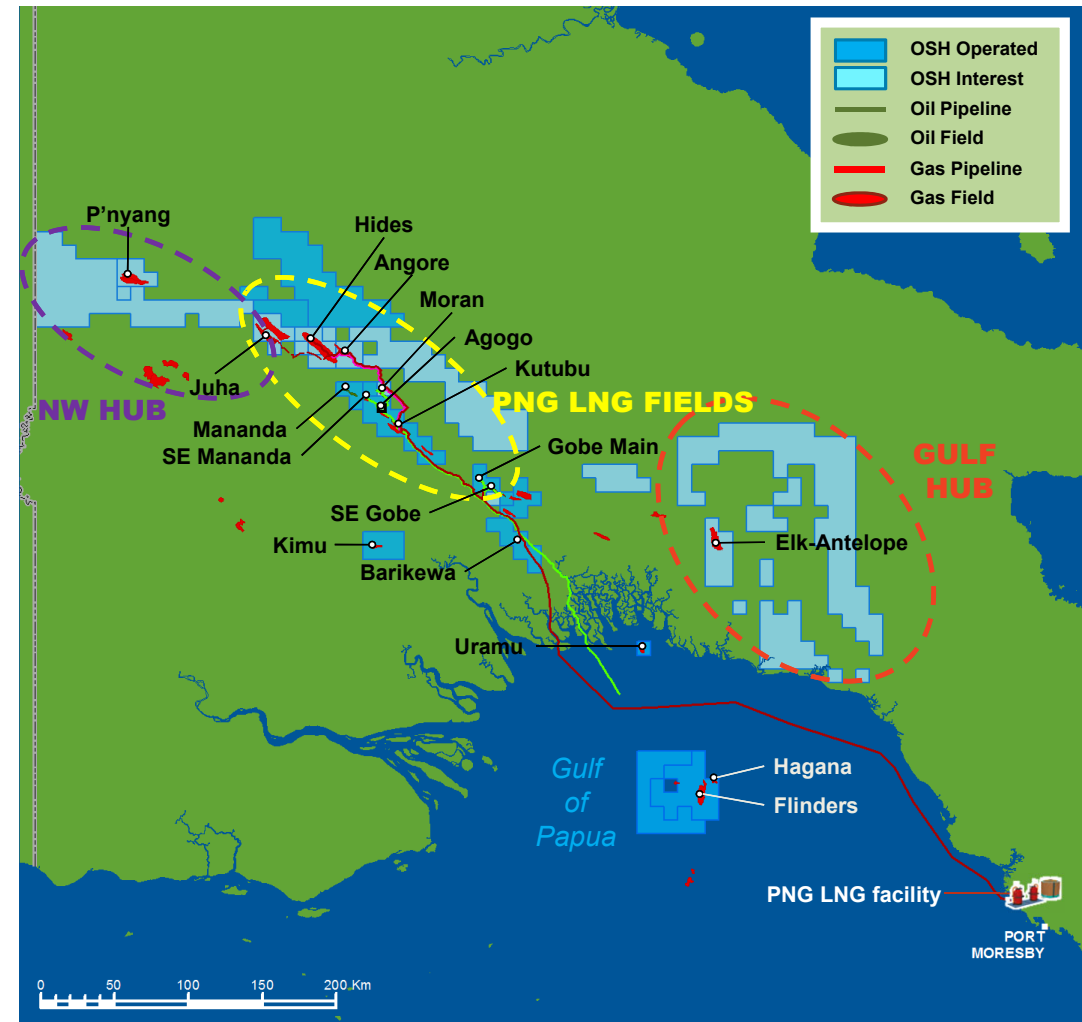 OSH Operated
OSH Interest
Oil Pipeline
Oil Field
Gas Pipeline
Gas Field
P'nyang
Hides
Angore
Moran
Agogo
Kutubu
Juha
NW HUB
PNG LNG FIELDS
Mananda
SE Mananda
Gobe Main
GULF
HUB
SE Gobe
Kimu
Barikewa
Elk-Antelope
Uramu
Gulf
of
Papua
Hagana
Flinders
PNG LNG facility
PORT
MORESBY
0 50 100 150 200 Km